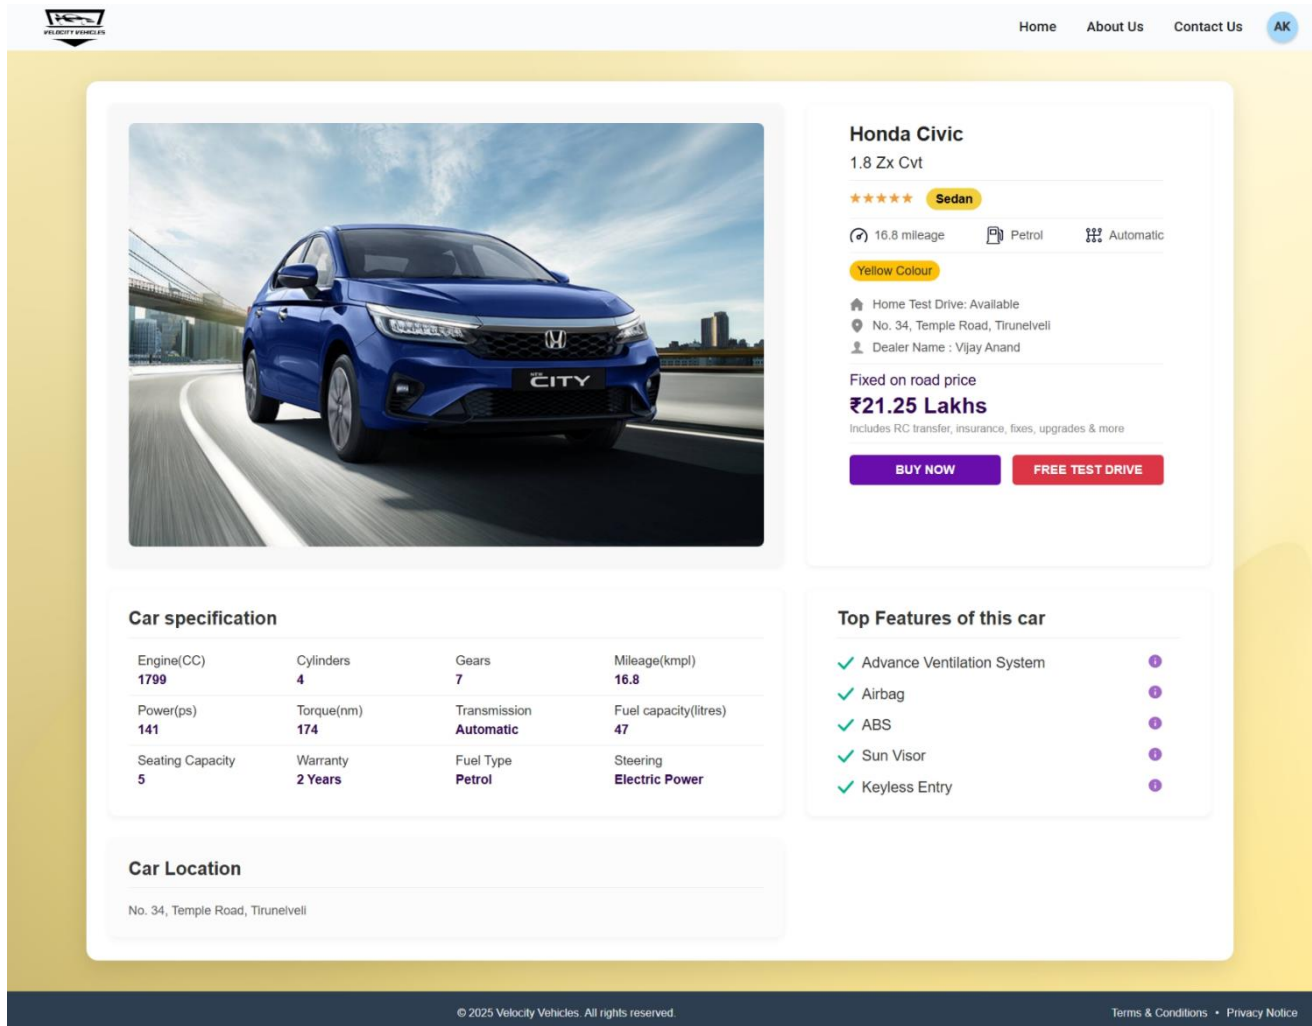 VELOCITY VEHICLES
Home About Us Contact Us AK
NEW
CITY
Honda Civic
1.8 Zx Cvt
Sedan
16.8 mileage Petrol Automatic
Yellow Colour
Home Test Drive: Available
No. 34, Temple Road, Tirunelveli
Dealer Name : Vijay Anand
Fixed on road price
₹21.25 Lakhs
Includes RC transfer, insurance, fixes, upgrades & more
BUY NOW FREE TEST DRIVE
Car specification
Engine(CC) Cylinders Gears Mileage(kmpl)
1799 4 7 16.8
Power(ps) Torque(nm) Transmission Fuel capacity(litres)
141 174 Automatic 47
Seating Capacity Warranty Fuel Type Steering
5 2 Years Petrol Electric Power
Top Features of this car
Advance Ventilation System
Airbag
ABS
Sun Visor
Keyless Entry
Car Location
No. 34, Temple Road, Tirunelveli
© 2025 Velocity Vehicles. All rights reserved. Terms & Conditions • Privacy Notice